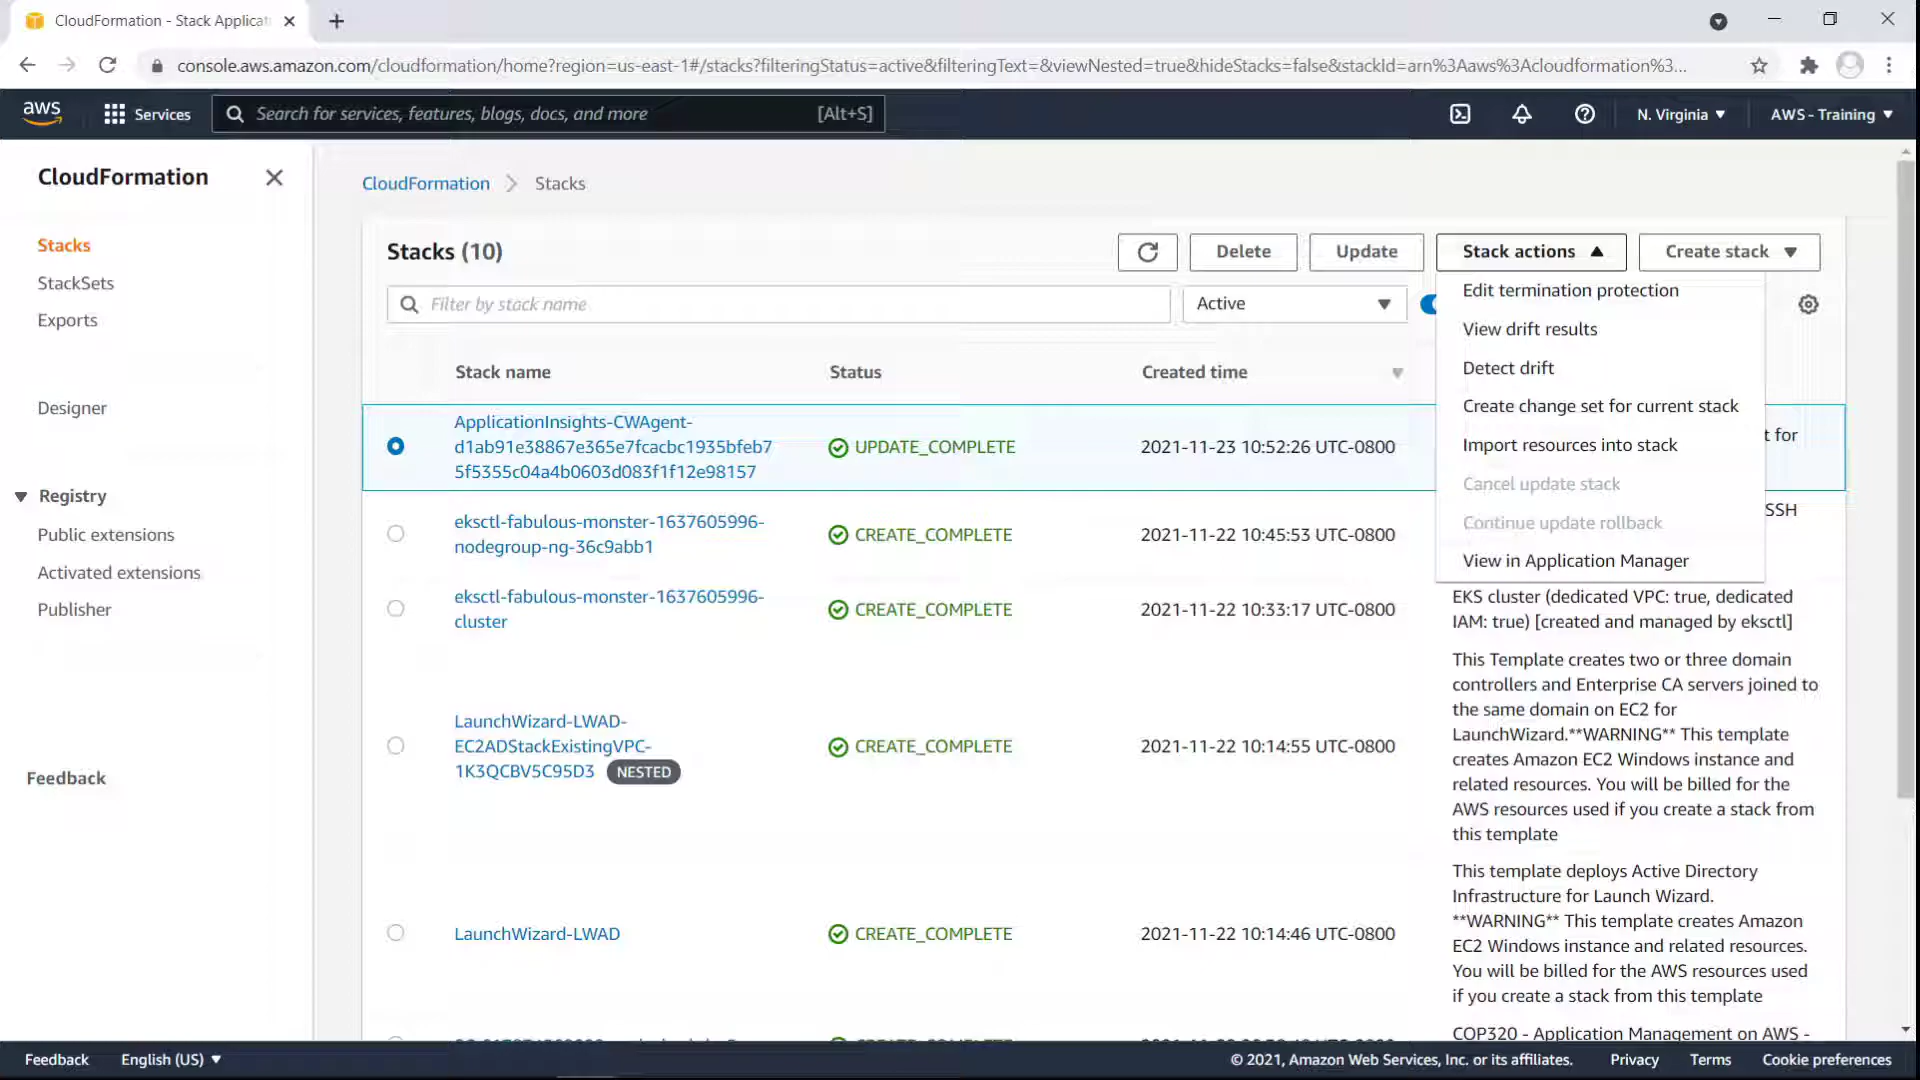 CloudFormation - Stack Applicat
console.aws.amazon.com/cloudformation/home?region=us-east-1#/stacks?filteringStatus=active&filteringText=&viewNested=true&hideStacks=false&stackId=arn%3Aaws%3Acloudformation%3...
aws
Services
Search for services, features, blogs, docs, and more
[Alt+S]
N. Virginia
AWS - Training
CloudFormation
Stacks
StackSets
Exports
Designer
Registry
Public extensions
Activated extensions
Publisher
Feedback
CloudFormation
Stacks
Stacks (10)
Delete
Update
Stack actions
Create stack
Filter by stack name
Active
Edit termination protection
View drift results
Detect drift
Create change set for current stack
Import resources into stack
Cancel update stack
Continue update rollback
View in Application Manager
Stack name
Status
Created time
ApplicationInsights-CWAgent-
d1ab91e38867e365e7fcacbc1935bfeb7
5f5355c04a4b0603d083f1f12e98157
UPDATE_COMPLETE
2021-11-23 10:52:26 UTC-0800
t for
eksctl-fabulous-monster-1637605996-
nodegroup-ng-36c9abb1
CREATE_COMPLETE
2021-11-22 10:45:53 UTC-0800
SSH
eksctl-fabulous-monster-1637605996-
cluster
CREATE_COMPLETE
2021-11-22 10:33:17 UTC-0800
EKS cluster (dedicated VPC: true, dedicated
IAM: true) [created and managed by eksctl]
LaunchWizard-LWAD-
EC2ADStackExistingVPC-
1K3QCBV5C95D3
NESTED
CREATE_COMPLETE
2021-11-22 10:14:55 UTC-0800
This Template creates two or three domain
controllers and Enterprise CA servers joined to
the same domain on EC2 for
LaunchWizard.**WARNING** This template
creates Amazon EC2 Windows instance and
related resources. You will be billed for the
AWS resources used if you create a stack from
this template
LaunchWizard-LWAD
CREATE_COMPLETE
2021-11-22 10:14:46 UTC-0800
This template deploys Active Directory
Infrastructure for Launch Wizard.
**WARNING** This template creates Amazon
EC2 Windows instance and related resources.
You will be billed for the AWS resources used
if you create a stack from this template
COP320 - Application Management on AWS -
Feedback
English (US)
© 2021, Amazon Web Services, Inc. or its affiliates.
Privacy
Terms
Cookie preferences